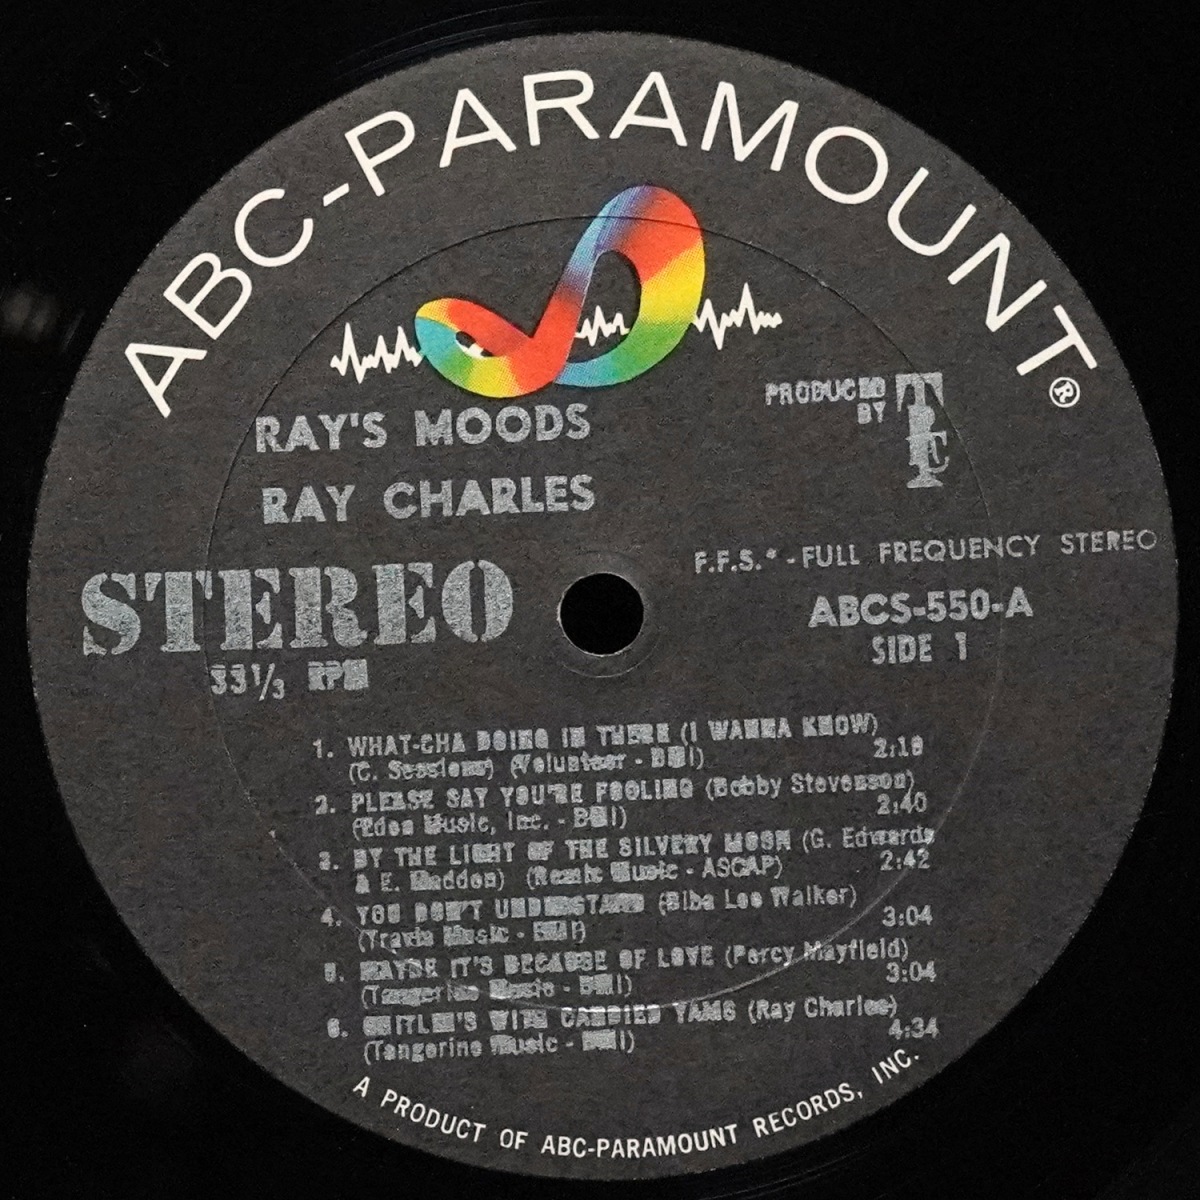 ABC-PARAMOUNT®
RAY'S MOODS
RAY CHARLES
PRODUCED
BY
STEREO
33 1/3 RPM
F.F.S.* - FULL FREQUENCY STEREO
ABCS-550-A
SIDE 1
1. WHAT-CHA DOING IN THERE (I WANNA KNOW)
(C. Sessions) (Volunteer - BMI) 2:18
2. PLEASE SAY YOU'RE FOOLING (Bobby Stevenson)
(Eden Music, Inc. - BMI) 2:40
3. BY THE LIGHT OF THE SILVERY MOON (G. Edwards
& E. Madden) (Remic Music - ASCAP) 2:42
4. YOU DON'T UNDERSTAND (Biba Lee Walker)
(Travis Music - BMI) 3:04
5. MAYBE IT'S BECAUSE OF LOVE (Percy Mayfield)
(Tangerine Music - BMI) 3:04
6. CHITLIN'S WITH CANDIED YAMS (Ray Charles)
(Tangerine Music - BMI) 4:34
A PRODUCT OF ABC-PARAMOUNT RECORDS, INC.